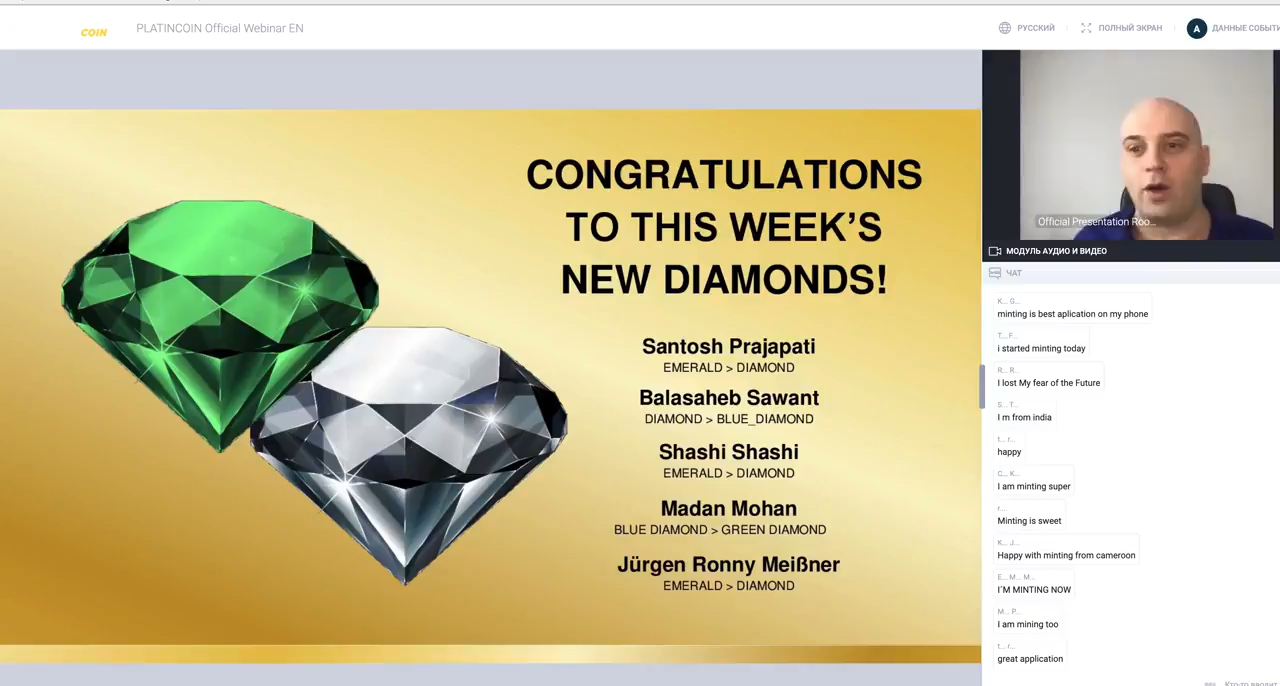 COIN
PLATINCOIN Official Webinar EN
РУССКИЙ
ПОЛНЫЙ ЭКРАН
A
ДАННЫЕ СОБЫТИ
CONGRATULATIONS
TO THIS WEEK'S
NEW DIAMONDS!
Santosh Prajapati
EMERALD > DIAMOND
Balasaheb Sawant
DIAMOND > BLUE_DIAMOND
Shashi Shashi
EMERALD > DIAMOND
Madan Mohan
BLUE DIAMOND > GREEN DIAMOND
Jürgen Ronny Meißner
EMERALD > DIAMOND
Official Presentation Roo...
МОДУЛЬ АУДИО И ВИДЕО
ЧАТ
K... G...
minting is best aplication on my phone
T... F...
i started minting today
R... R...
I lost My fear of the Future
S... T...
I m from india
t... r...
happy
C... K...
I am minting super
r...
Minting is sweet
K... J...
Happy with minting from cameroon
E... M... M...
I´M MINTING NOW
M... P...
I am mining too
t... r...
great application
Кто-то вводит